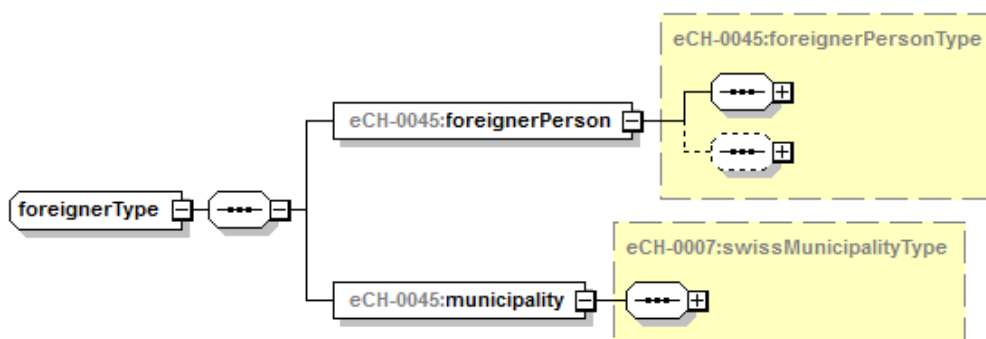 eCH-0045:foreignerPersonType
eCH-0045:foreignerPerson
foreignerType
eCH-0007:swissMunicipalityType
eCH-0045:municipality